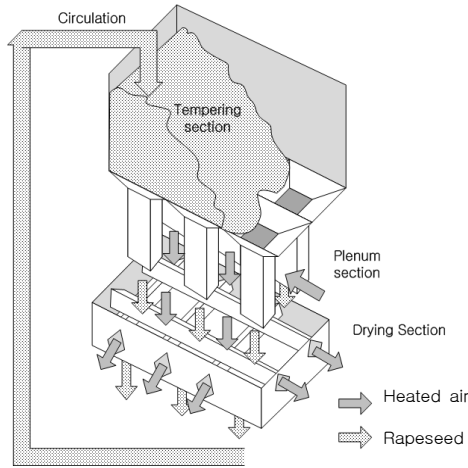 Circulation
Tempering
section
Plenum
section
Drying Section
Heated air
Rapeseed